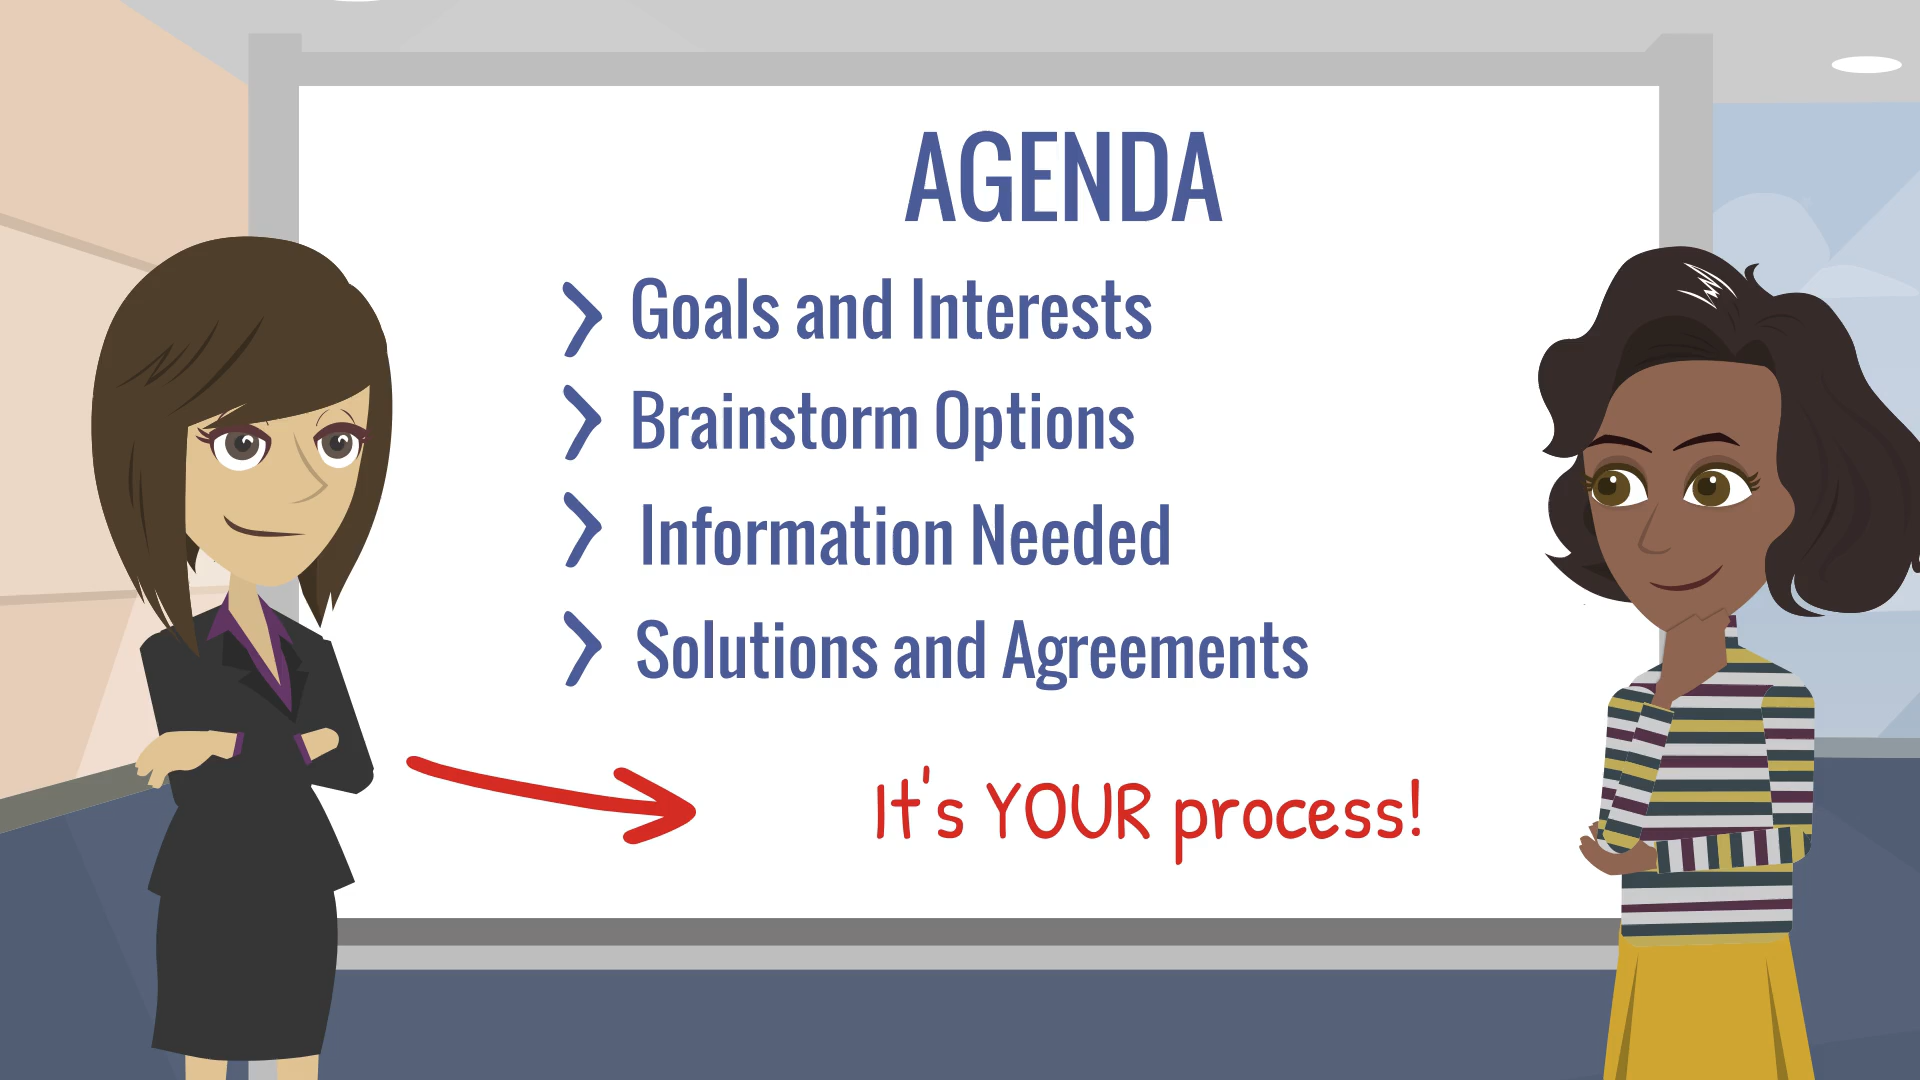 AGENDA
Goals and Interests
Brainstorm Options
Information Needed
Solutions and Agreements
It's YOUR process!